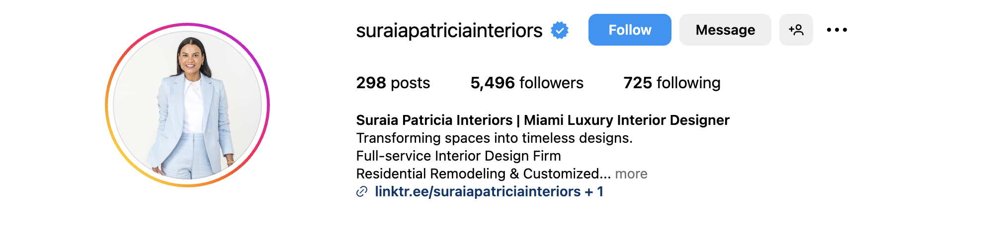 suraiapatriciainteriors
Follow
Message
298 posts 5,496 followers 725 following
Suraia Patricia Interiors | Miami Luxury Interior Designer
Transforming spaces into timeless designs.
Full-service Interior Design Firm
Residential Remodeling & Customized... more
linktr.ee/suraiapatriciainteriors + 1